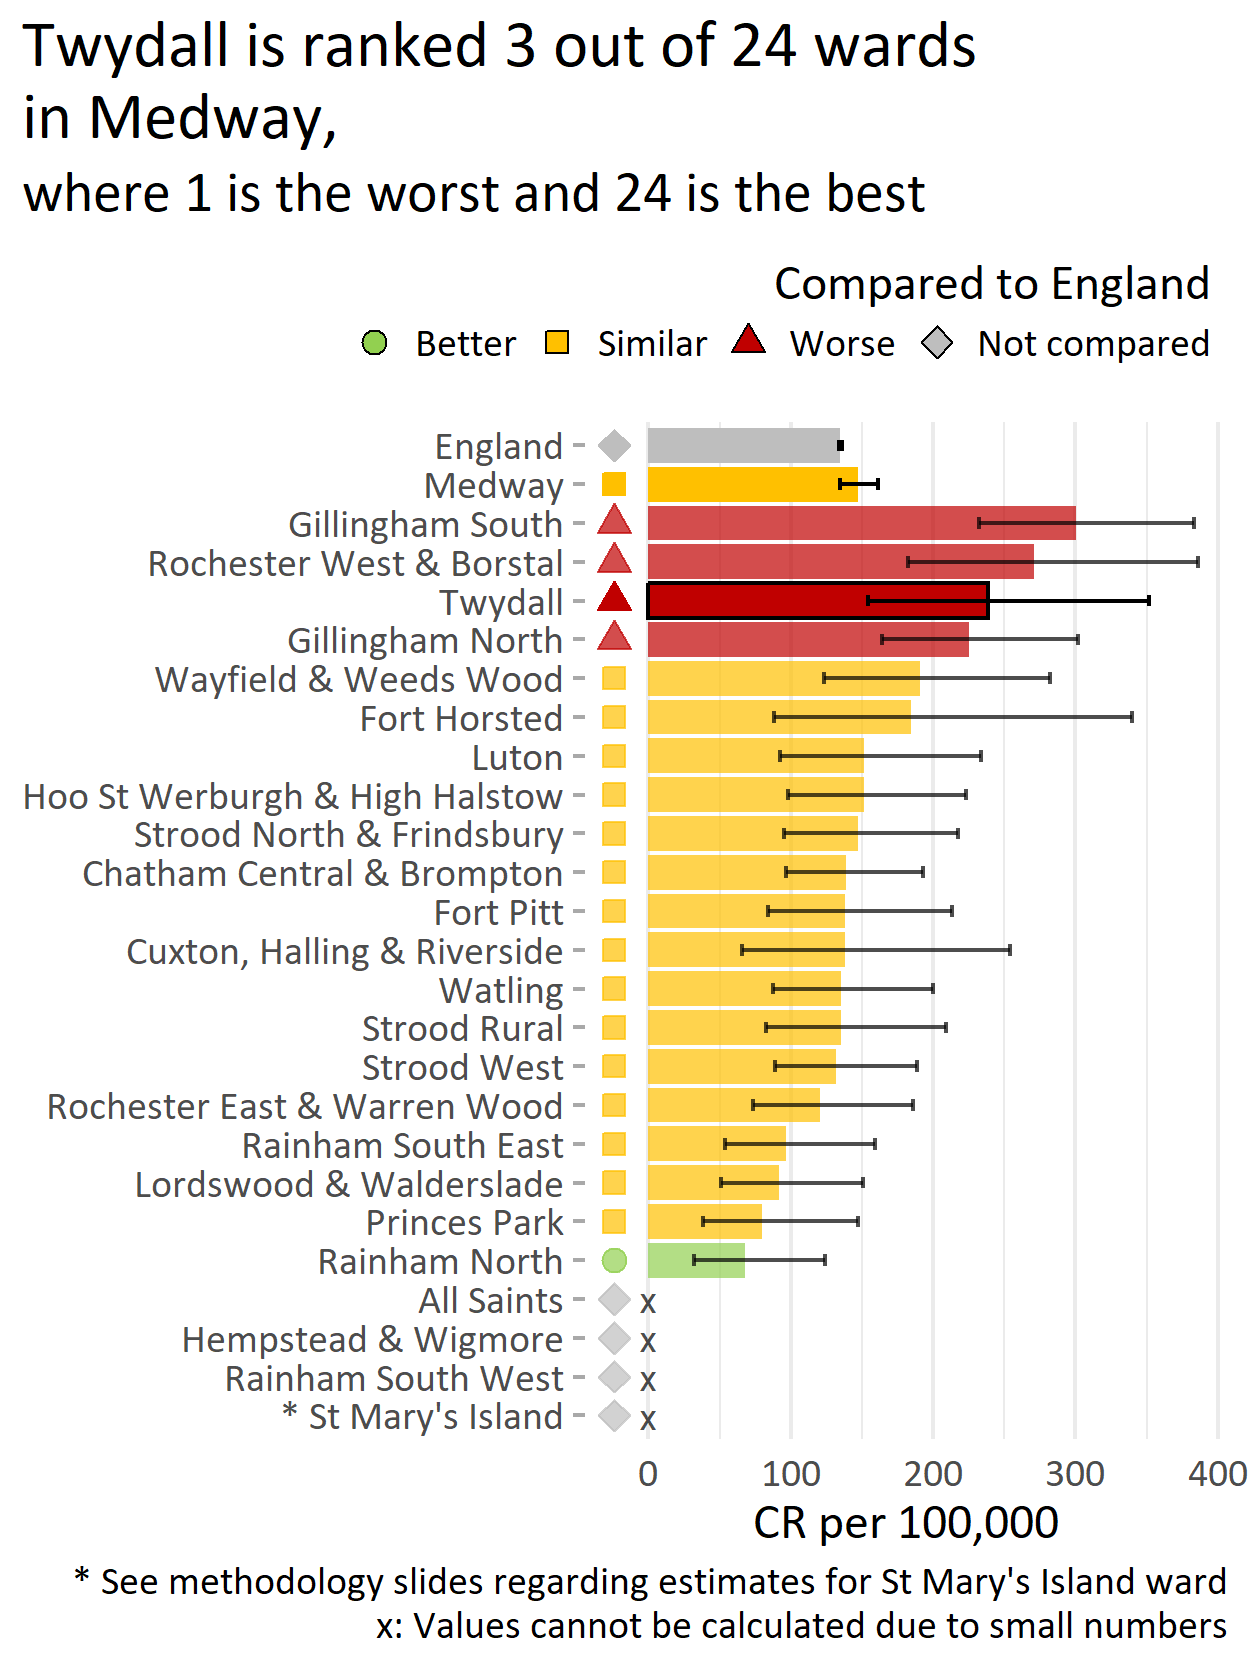 Twydall is ranked 3 out of 24 wards
in Medway,
where 1 is the worst and 24 is the best
Compared to England
Better Similar Worse Not compared
England
Medway
Gillingham South
Rochester West & Borstal
Twydall
Gillingham North
Wayfield & Weeds Wood
Fort Horsted
Luton
Hoo St Werburgh & High Halstow
Strood North & Frindsbury
Chatham Central & Brompton
Fort Pitt
Cuxton, Halling & Riverside
Watling
Strood Rural
Strood West
Rochester East & Warren Wood
Rainham South East
Lordswood & Walderslade
Princes Park
Rainham North
All Saints x
Hempstead & Wigmore x
Rainham South West x
* St Mary's Island x
0 100 200 300 400
CR per 100,000
* See methodology slides regarding estimates for St Mary's Island ward
x: Values cannot be calculated due to small numbers